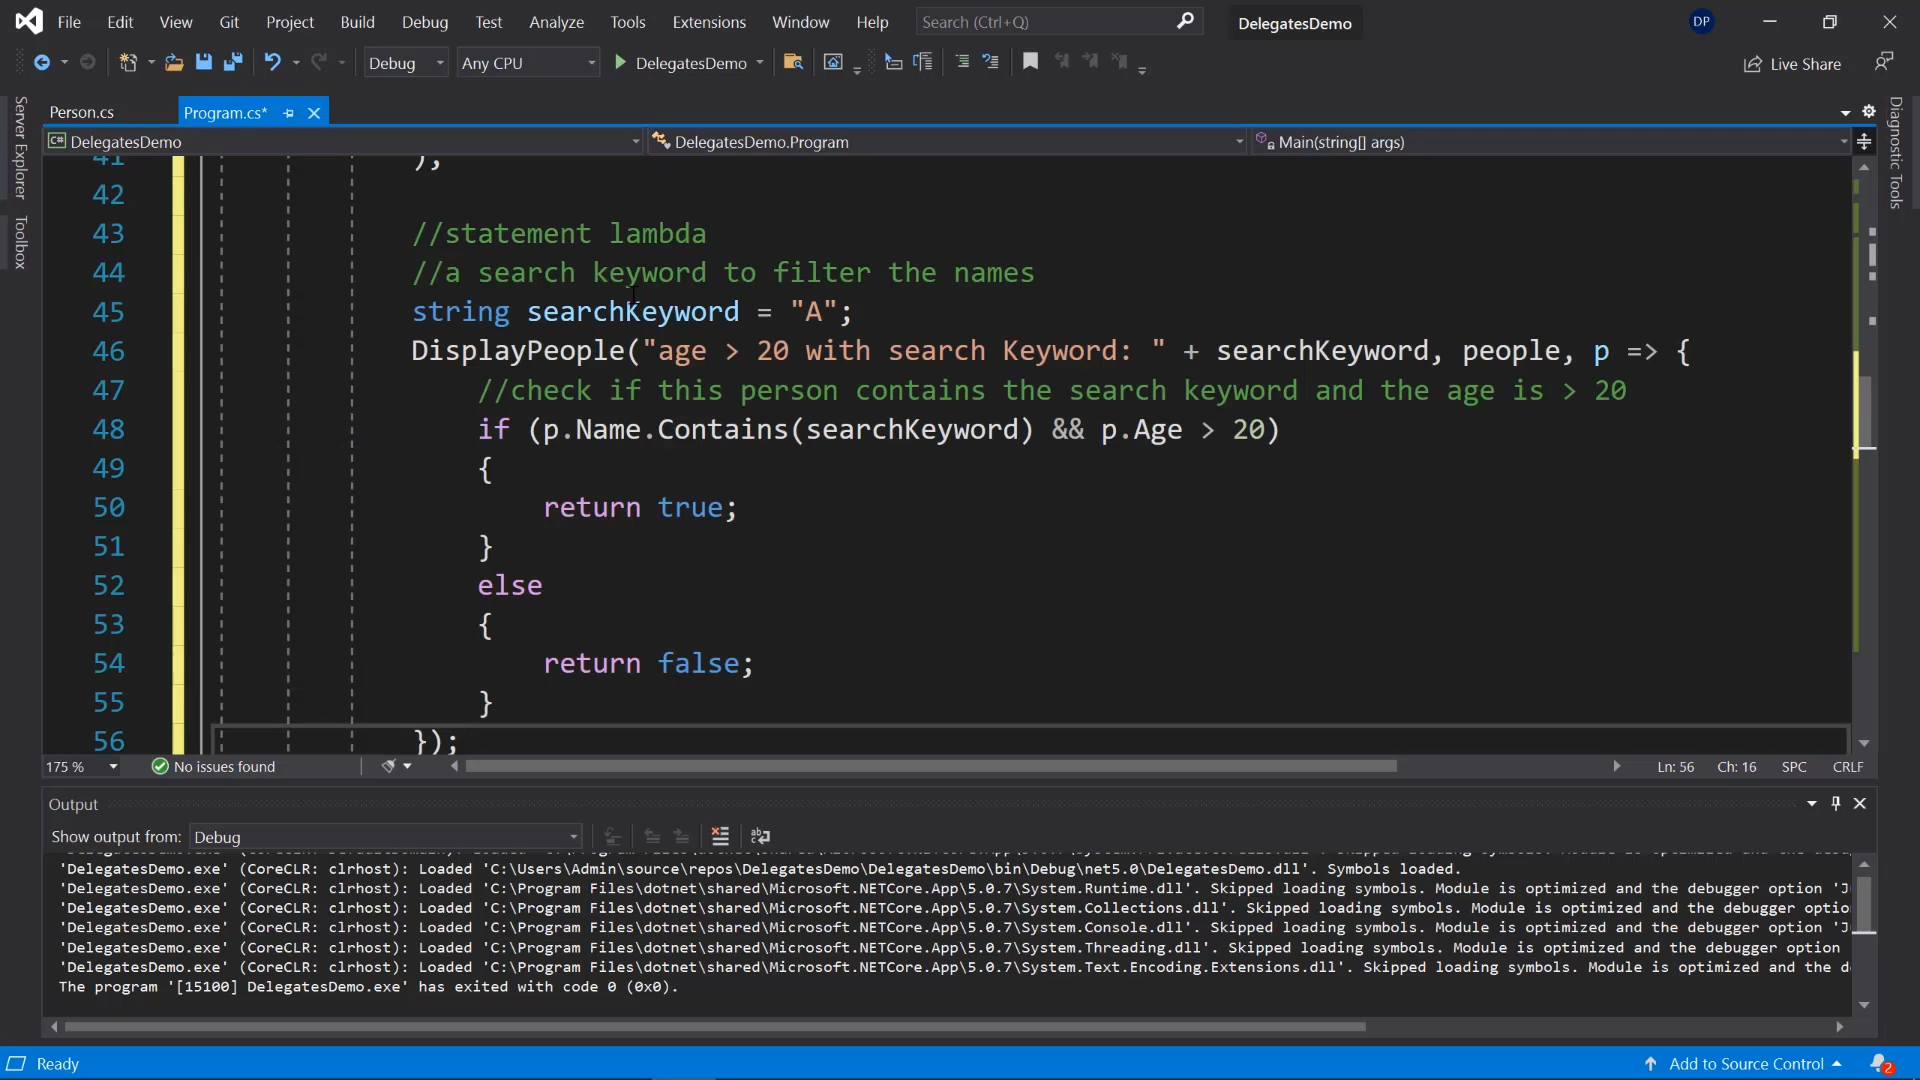 File Edit View Git Project Build Debug Test Analyze Tools Extensions Window Help Search (Ctrl+Q) DelegatesDemo DP
Debug Any CPU DelegatesDemo Live Share
Server Explorer
Toolbox
Diagnostic Tools
Person.cs Program.cs*
C# DelegatesDemo DelegatesDemo.Program Main(string[] args)
41 );
42
43 //statement lambda
44 //a search keyword to filter the names
45 string searchKeyword = "A";
46 DisplayPeople("age > 20 with search Keyword: " + searchKeyword, people, p => {
47 //check if this person contains the search keyword and the age is > 20
48 if (p.Name.Contains(searchKeyword) && p.Age > 20)
49 {
50 return true;
51 }
52 else
53 {
54 return false;
55 }
56 });
175 % No issues found Ln: 56 Ch: 16 SPC CRLF
Output
Show output from: Debug
'DelegatesDemo.exe' (CoreCLR: clrhost): Loaded 'C:\Users\Admin\source\repos\DelegatesDemo\DelegatesDemo\bin\Debug\net5.0\DelegatesDemo.dll'. Symbols loaded.
'DelegatesDemo.exe' (CoreCLR: clrhost): Loaded 'C:\Program Files\dotnet\shared\Microsoft.NETCore.App\5.0.7\System.Runtime.dll'. Skipped loading symbols. Module is optimized and the debugger option 'J
'DelegatesDemo.exe' (CoreCLR: clrhost): Loaded 'C:\Program Files\dotnet\shared\Microsoft.NETCore.App\5.0.7\System.Collections.dll'. Skipped loading symbols. Module is optimized and the debugger optio
'DelegatesDemo.exe' (CoreCLR: clrhost): Loaded 'C:\Program Files\dotnet\shared\Microsoft.NETCore.App\5.0.7\System.Console.dll'. Skipped loading symbols. Module is optimized and the debugger option 'J
'DelegatesDemo.exe' (CoreCLR: clrhost): Loaded 'C:\Program Files\dotnet\shared\Microsoft.NETCore.App\5.0.7\System.Threading.dll'. Skipped loading symbols. Module is optimized and the debugger option
'DelegatesDemo.exe' (CoreCLR: clrhost): Loaded 'C:\Program Files\dotnet\shared\Microsoft.NETCore.App\5.0.7\System.Text.Encoding.Extensions.dll'. Skipped loading symbols. Module is optimized and the d
The program '[15100] DelegatesDemo.exe' has exited with code 0 (0x0).
Ready Add to Source Control 2